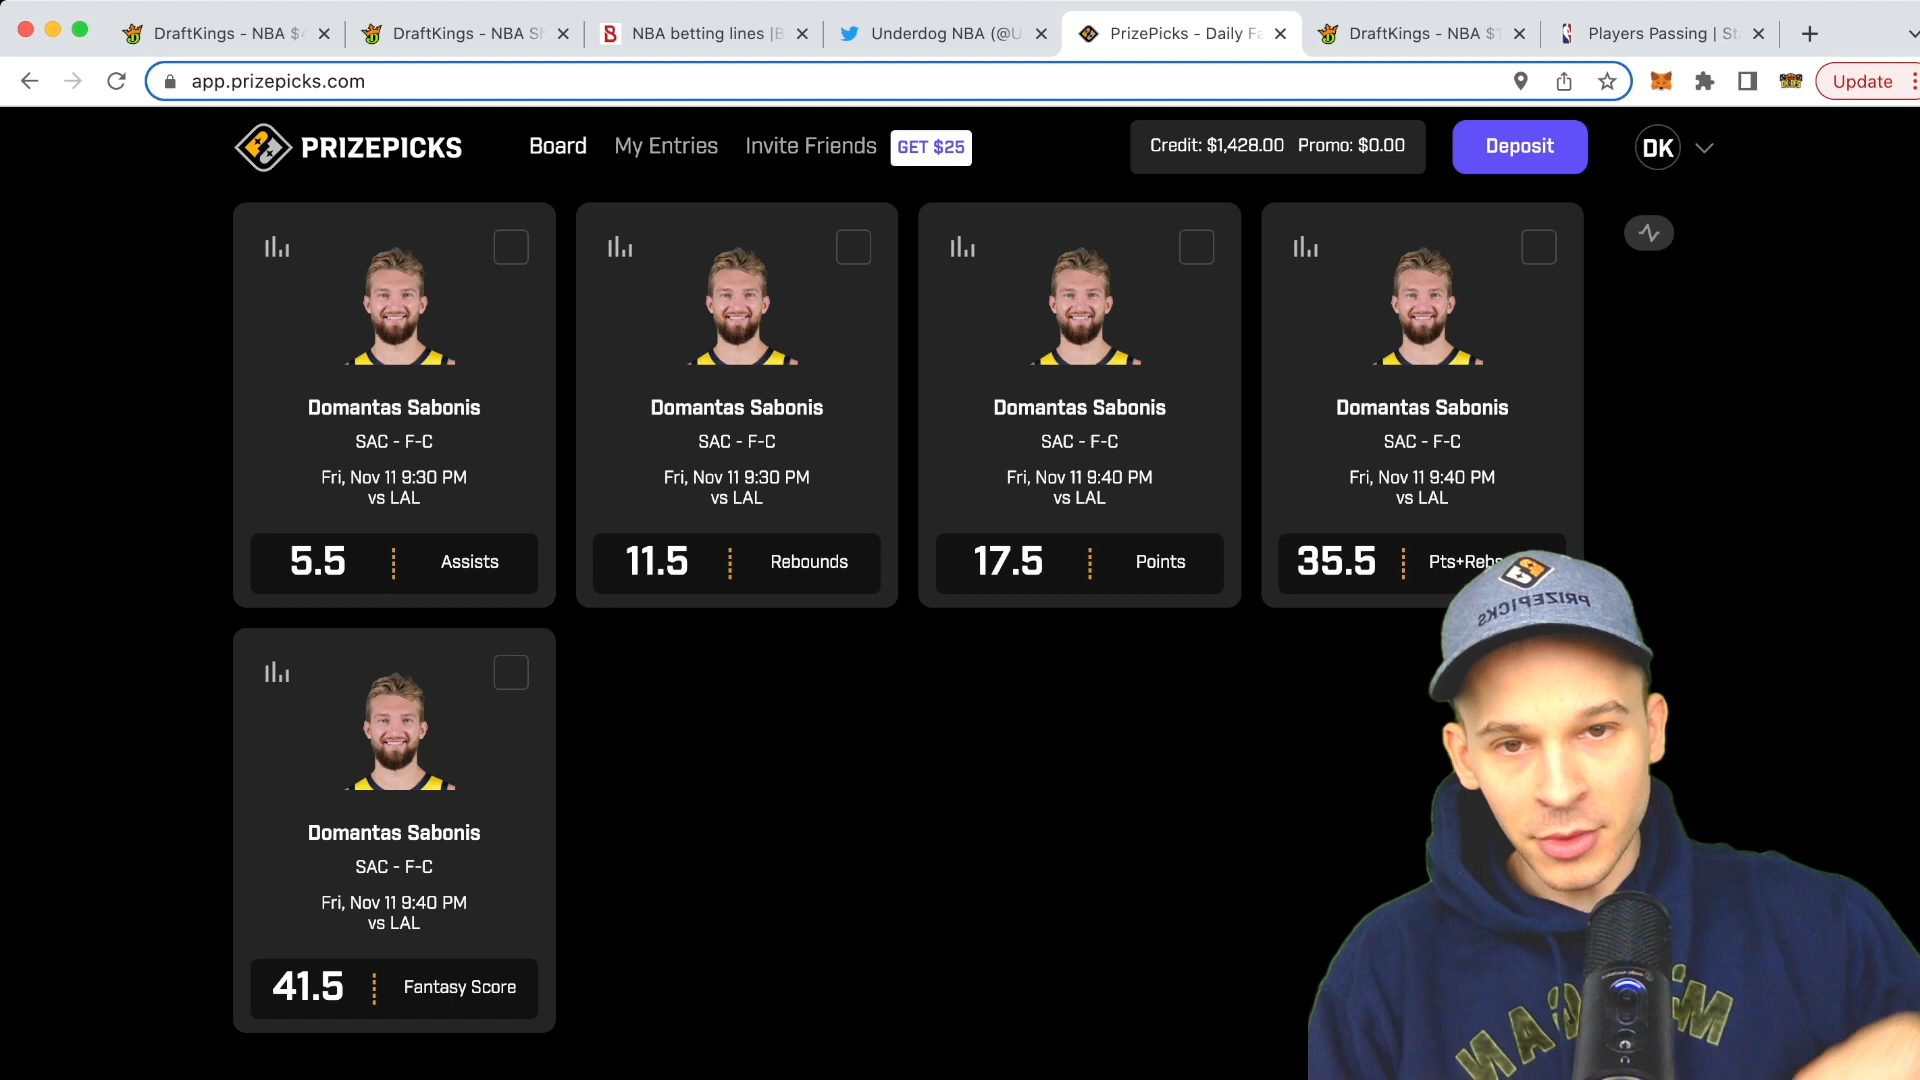 DraftKings - NBA $4
DraftKings - NBA Sh
NBA betting lines |B
Underdog NBA (@U
PrizePicks - Daily Fa
DraftKings - NBA $1
Players Passing | Sta
app.prizepicks.com
Update
PRIZEPICKS
Board
My Entries
Invite Friends
GET $25
Credit: $1,428.00 Promo: $0.00
Deposit
DK
Domantas Sabonis
SAC - F-C
Fri, Nov 11 9:30 PM
vs LAL
5.5
Assists
Domantas Sabonis
SAC - F-C
Fri, Nov 11 9:30 PM
vs LAL
11.5
Rebounds
Domantas Sabonis
SAC - F-C
Fri, Nov 11 9:40 PM
vs LAL
17.5
Points
Domantas Sabonis
SAC - F-C
Fri, Nov 11 9:40 PM
vs LAL
35.5
Pts+Rebs
PRIZEPICKS
Domantas Sabonis
SAC - F-C
Fri, Nov 11 9:40 PM
vs LAL
41.5
Fantasy Score